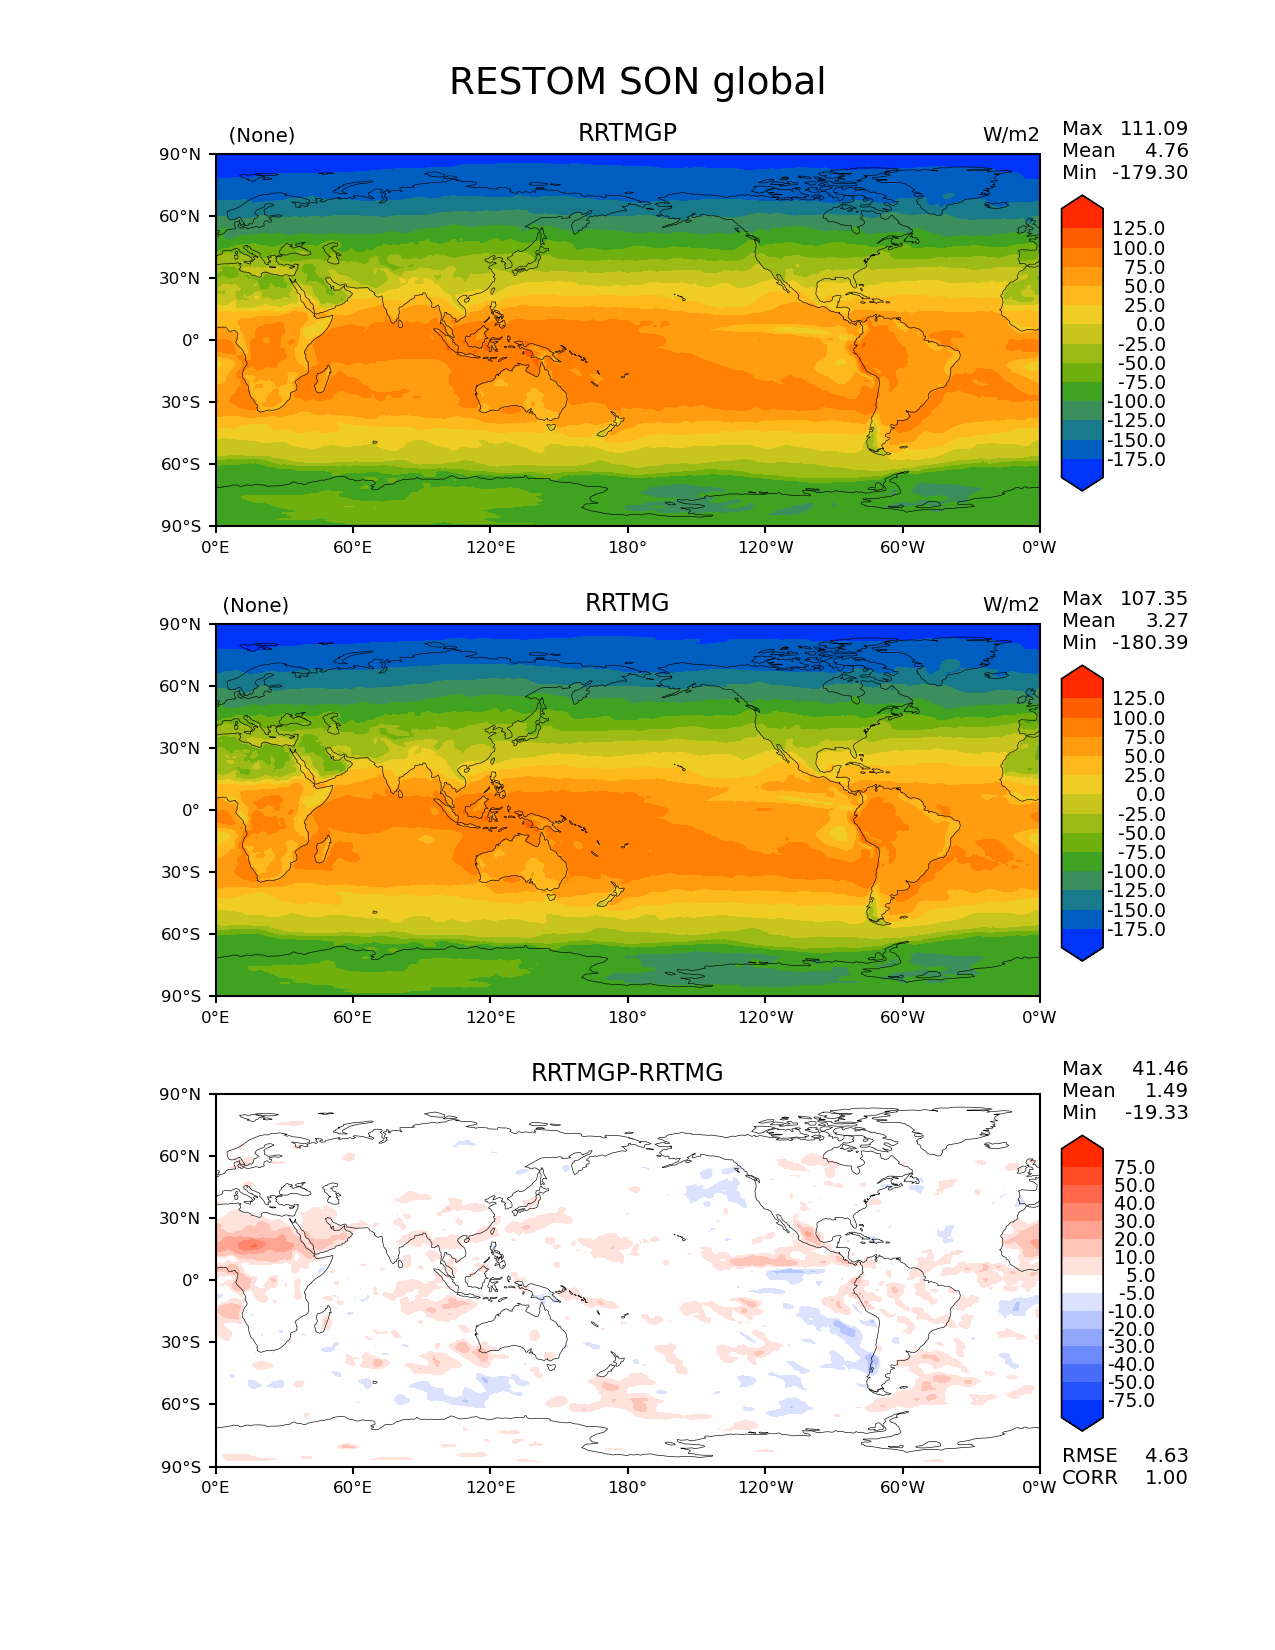 RESTOM SON global
(None) RRTMGP W/m2
Max 111.09
Mean 4.76
Min -179.30
90°N
60°N
30°N
0°
30°S
60°S
90°S
0°E 60°E 120°E 180° 120°W 60°W 0°W
125.0
100.0
75.0
50.0
25.0
0.0
-25.0
-50.0
-75.0
-100.0
-125.0
-150.0
-175.0
(None) RRTMG W/m2
Max 107.35
Mean 3.27
Min -180.39
90°N
60°N
30°N
0°
30°S
60°S
90°S
0°E 60°E 120°E 180° 120°W 60°W 0°W
125.0
100.0
75.0
50.0
25.0
0.0
-25.0
-50.0
-75.0
-100.0
-125.0
-150.0
-175.0
RRTMGP-RRTMG
Max 41.46
Mean 1.49
Min -19.33
90°N
60°N
30°N
0°
30°S
60°S
90°S
0°E 60°E 120°E 180° 120°W 60°W 0°W
75.0
50.0
40.0
30.0
20.0
10.0
5.0
-5.0
-10.0
-20.0
-30.0
-40.0
-50.0
-75.0
RMSE 4.63
CORR 1.00